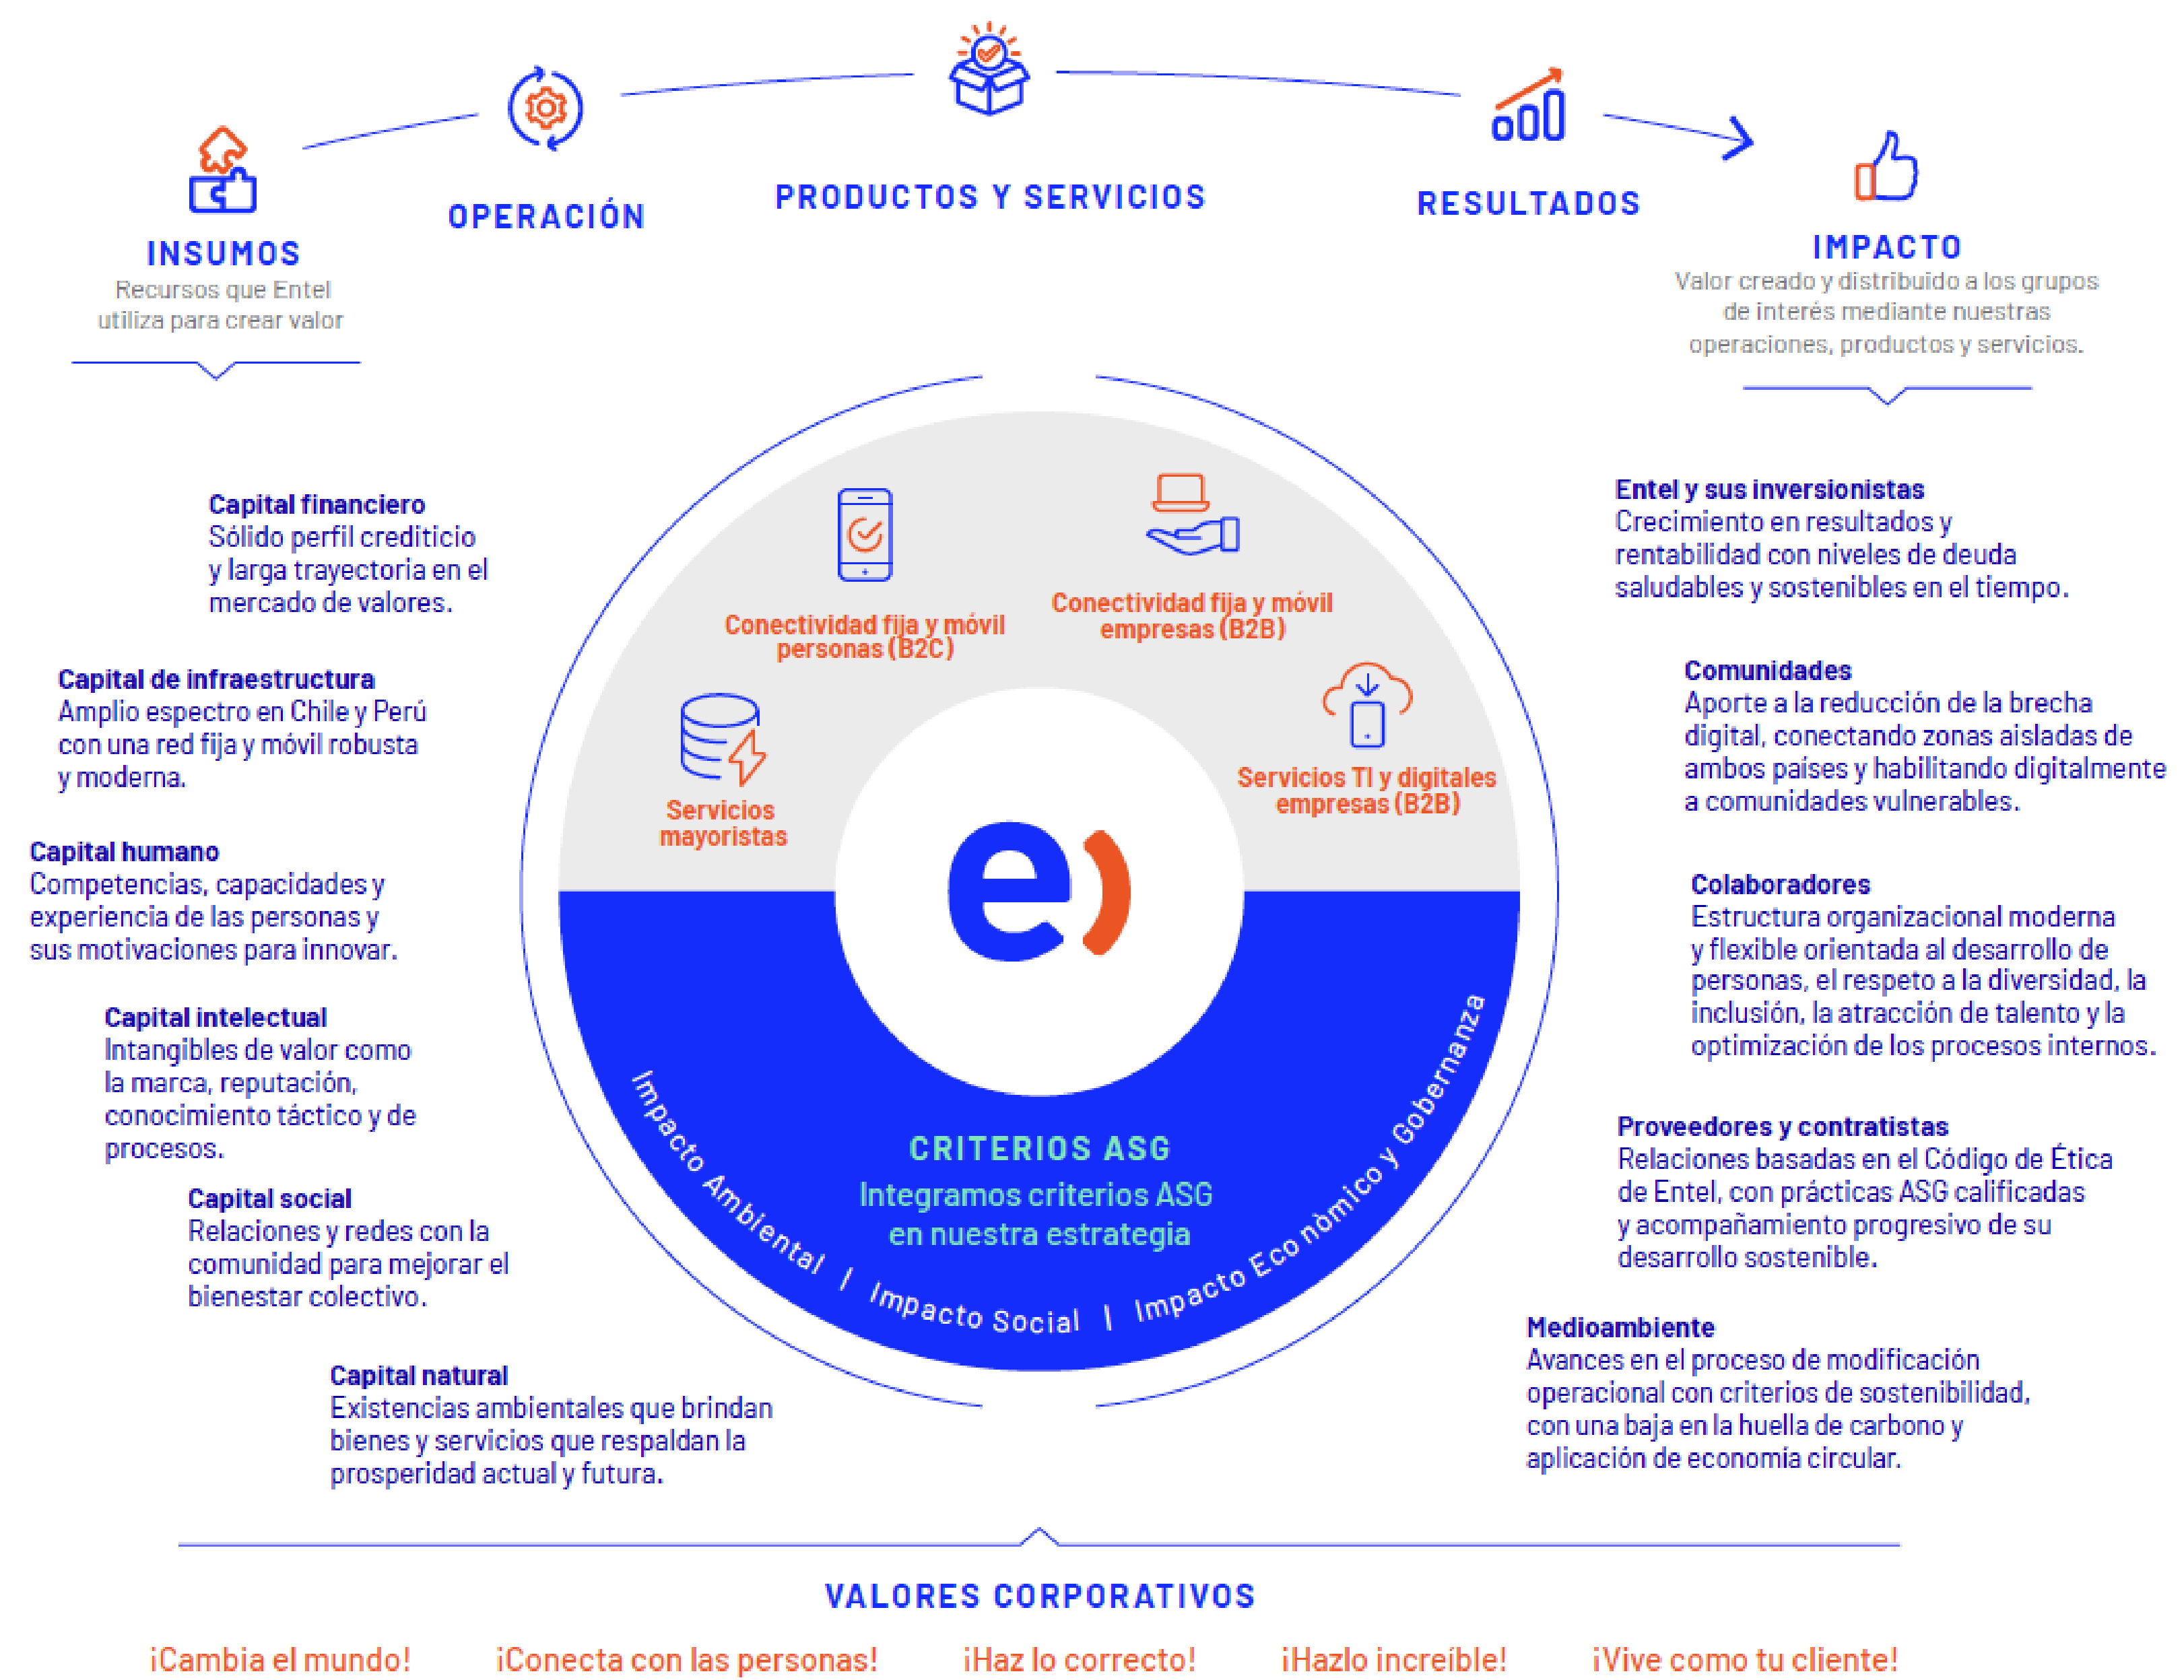 INSUMOS
Recursos que Entel
utiliza para crear valor
OPERACIÓN
PRODUCTOS Y SERVICIOS
RESULTADOS
IMPACTO
Valor creado y distribuido a los grupos
de interés mediante nuestras
operaciones, productos y servicios.
Capital financiero
Sólido perfil crediticio
y larga trayectoria en el
mercado de valores.
Capital de infraestructura
Amplio espectro en Chile y Perú
con una red fija y móvil robusta
y moderna.
Capital humano
Competencias, capacidades y
experiencia de las personas y
sus motivaciones para innovar.
Capital intelectual
Intangibles de valor como
la marca, reputación,
conocimiento táctico y de
procesos.
Capital social
Relaciones y redes con la
comunidad para mejorar el
bienestar colectivo.
Capital natural
Existencias ambientales que brindan
bienes y servicios que respaldan la
prosperidad actual y futura.
Conectividad fija y móvil
personas (B2C)
Conectividad fija y móvil
empresas (B2B)
Servicios
mayoristas
Servicios TI y digitales
empresas (B2B)
e)
CRITERIOS ASG
Integramos criterios ASG
en nuestra estrategia
Impacto Ambiental | Impacto Social | Impacto Eco nòmico y Gobernanza
Entel y sus inversionistas
Crecimiento en resultados y
rentabilidad con niveles de deuda
saludables y sostenibles en el tiempo.
Comunidades
Aporte a la reducción de la brecha
digital, conectando zonas aisladas de
ambos países y habilitando digitalmente
a comunidades vulnerables.
Colaboradores
Estructura organizacional moderna
y flexible orientada al desarrollo de
personas, el respeto a la diversidad, la
inclusión, la atracción de talento y la
optimización de los procesos internos.
Proveedores y contratistas
Relaciones basadas en el Código de Ética
de Entel, con prácticas ASG calificadas
y acompañamiento progresivo de su
desarrollo sostenible.
Medioambiente
Avances en el proceso de modificación
operacional con criterios de sostenibilidad,
con una baja en la huella de carbono y
aplicación de economía circular.
VALORES CORPORATIVOS
¡Cambia el mundo!
¡Conecta con las personas!
¡Haz lo correcto!
¡Hazlo increíble!
¡Vive como tu cliente!